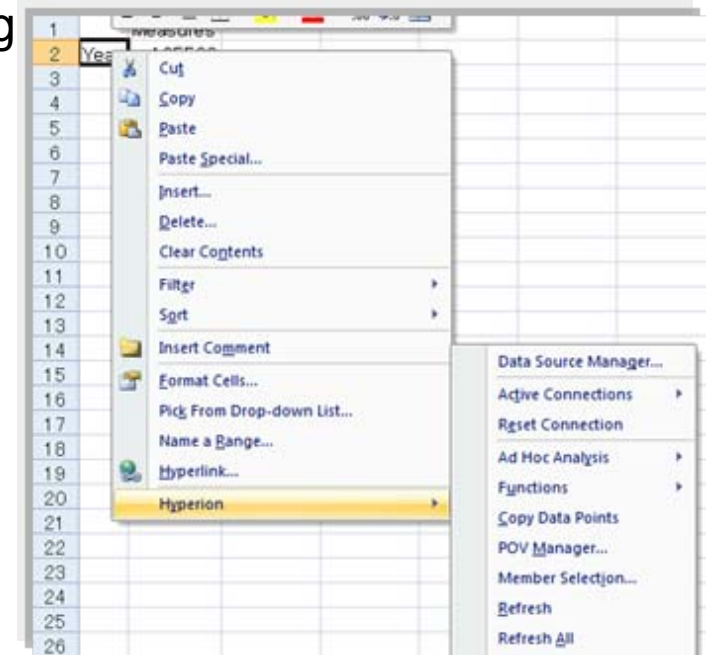 g
1 Measures
2 Year
3
4
5
6
7
8
9
10
11
12
13
14
15
16
17
18
19
20
21
22
23
24
25
26
Cut
Copy
Paste
Paste Special...
Insert...
Delete...
Clear Contents
Filter
Sort
Insert Comment
Format Cells...
Pick From Drop-down List...
Name a Range...
Hyperlink...
Hyperion
Data Source Manager...
Active Connections
Reset Connection
Ad Hoc Analysis
Functions
Copy Data Points
POV Manager...
Member Selection...
Refresh
Refresh All